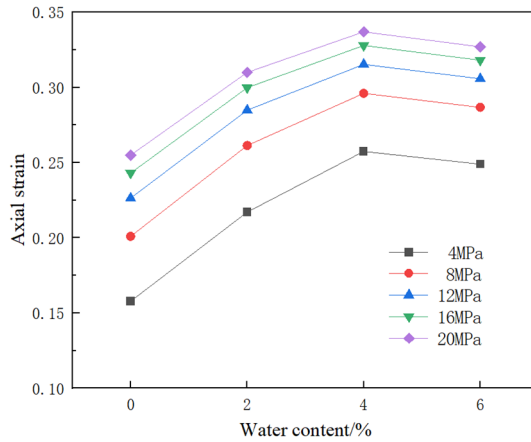 0.35
0.30
0.25
0.20
0.15
0.10
Axial strain
4MPa
8MPa
12MPa
16MPa
20MPa
0 2 4 6
Water content/%